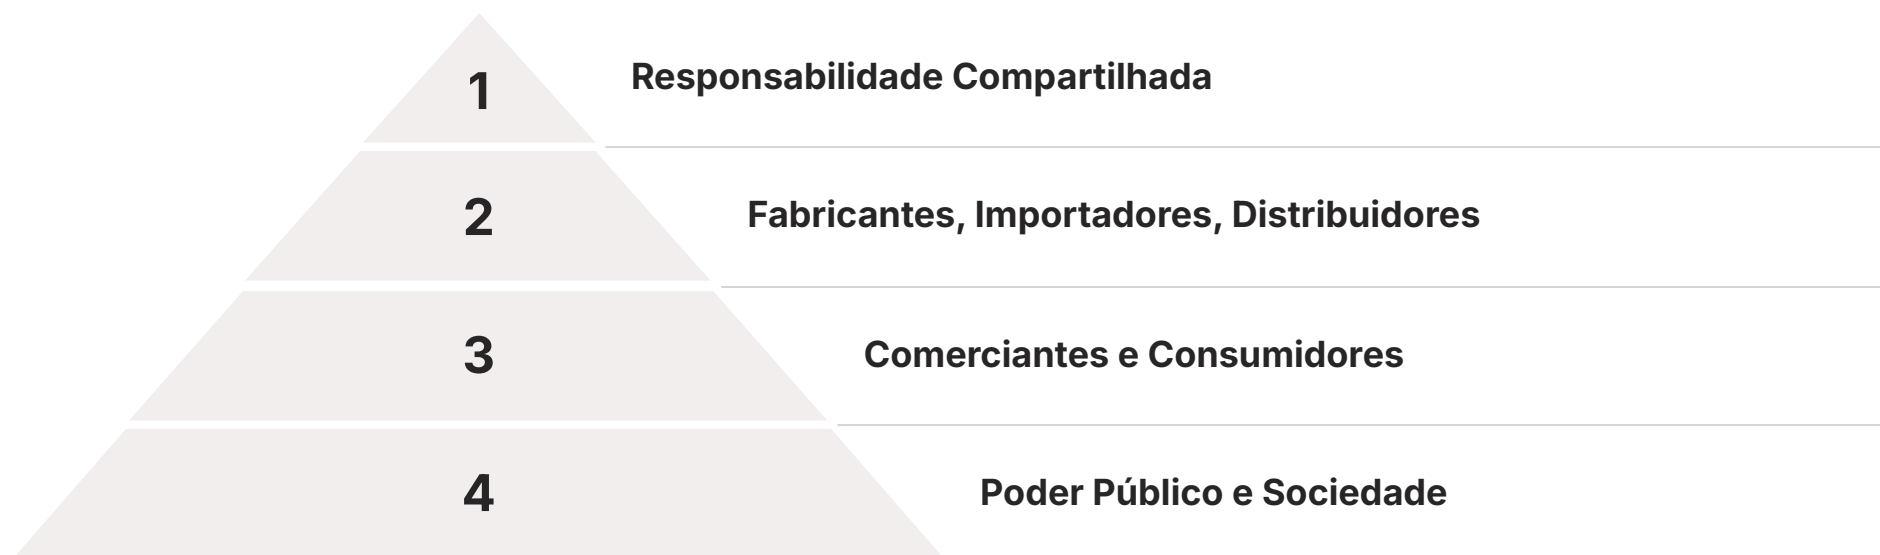 1
Responsabilidade Compartilhada
2
Fabricantes, Importadores, Distribuidores
3
Comerciantes e Consumidores
4
Poder Público e Sociedade